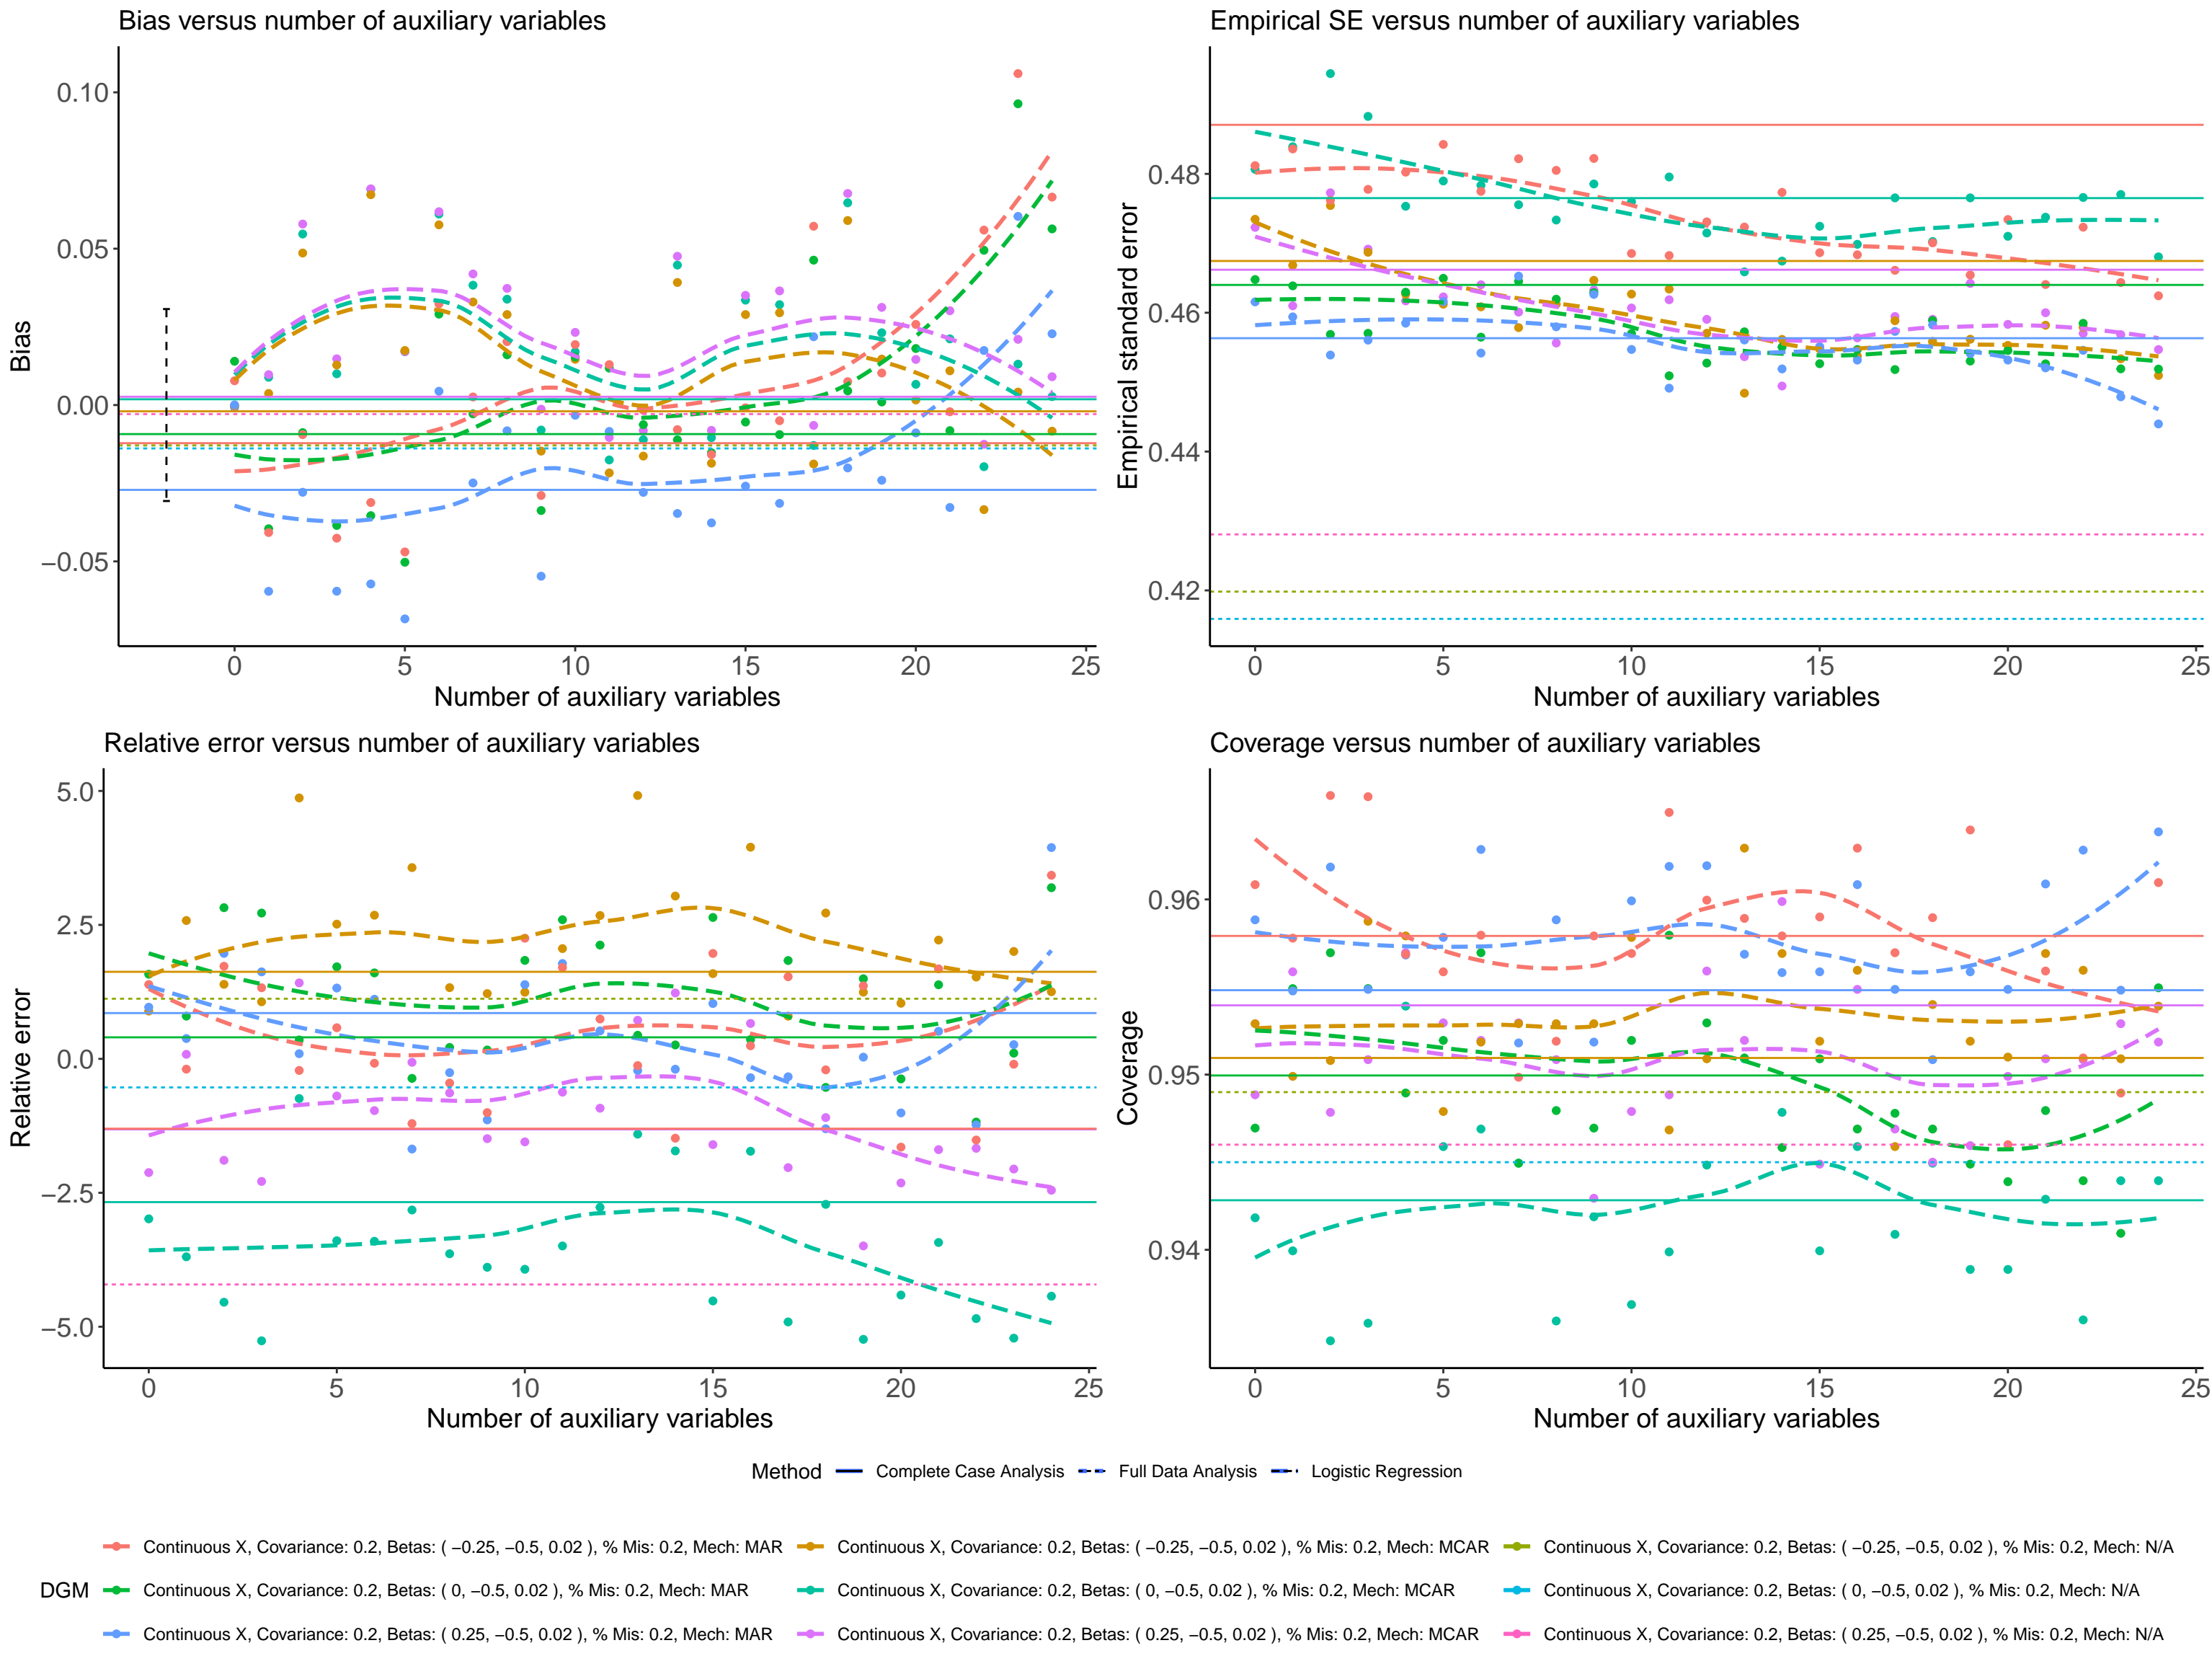 Bias versus number of auxiliary variables
Empirical SE versus number of auxiliary variables
Bias
0.10
0.05
0.00
−0.05
0 5 10 15 20 25
Number of auxiliary variables
Empirical standard error
0.48
0.46
0.44
0.42
0 5 10 15 20 25
Number of auxiliary variables
Relative error versus number of auxiliary variables
Coverage versus number of auxiliary variables
Relative error
5.0
2.5
0.0
−2.5
−5.0
0 5 10 15 20 25
Number of auxiliary variables
Coverage
0.96
0.95
0.94
0 5 10 15 20 25
Number of auxiliary variables
Method Complete Case Analysis Full Data Analysis Logistic Regression
DGM
Continuous X, Covariance: 0.2, Betas: ( −0.25, −0.5, 0.02 ), % Mis: 0.2, Mech: MAR
Continuous X, Covariance: 0.2, Betas: ( 0, −0.5, 0.02 ), % Mis: 0.2, Mech: MAR
Continuous X, Covariance: 0.2, Betas: ( 0.25, −0.5, 0.02 ), % Mis: 0.2, Mech: MAR
Continuous X, Covariance: 0.2, Betas: ( −0.25, −0.5, 0.02 ), % Mis: 0.2, Mech: MCAR
Continuous X, Covariance: 0.2, Betas: ( 0, −0.5, 0.02 ), % Mis: 0.2, Mech: MCAR
Continuous X, Covariance: 0.2, Betas: ( 0.25, −0.5, 0.02 ), % Mis: 0.2, Mech: MCAR
Continuous X, Covariance: 0.2, Betas: ( −0.25, −0.5, 0.02 ), % Mis: 0.2, Mech: N/A
Continuous X, Covariance: 0.2, Betas: ( 0, −0.5, 0.02 ), % Mis: 0.2, Mech: N/A
Continuous X, Covariance: 0.2, Betas: ( 0.25, −0.5, 0.02 ), % Mis: 0.2, Mech: N/A